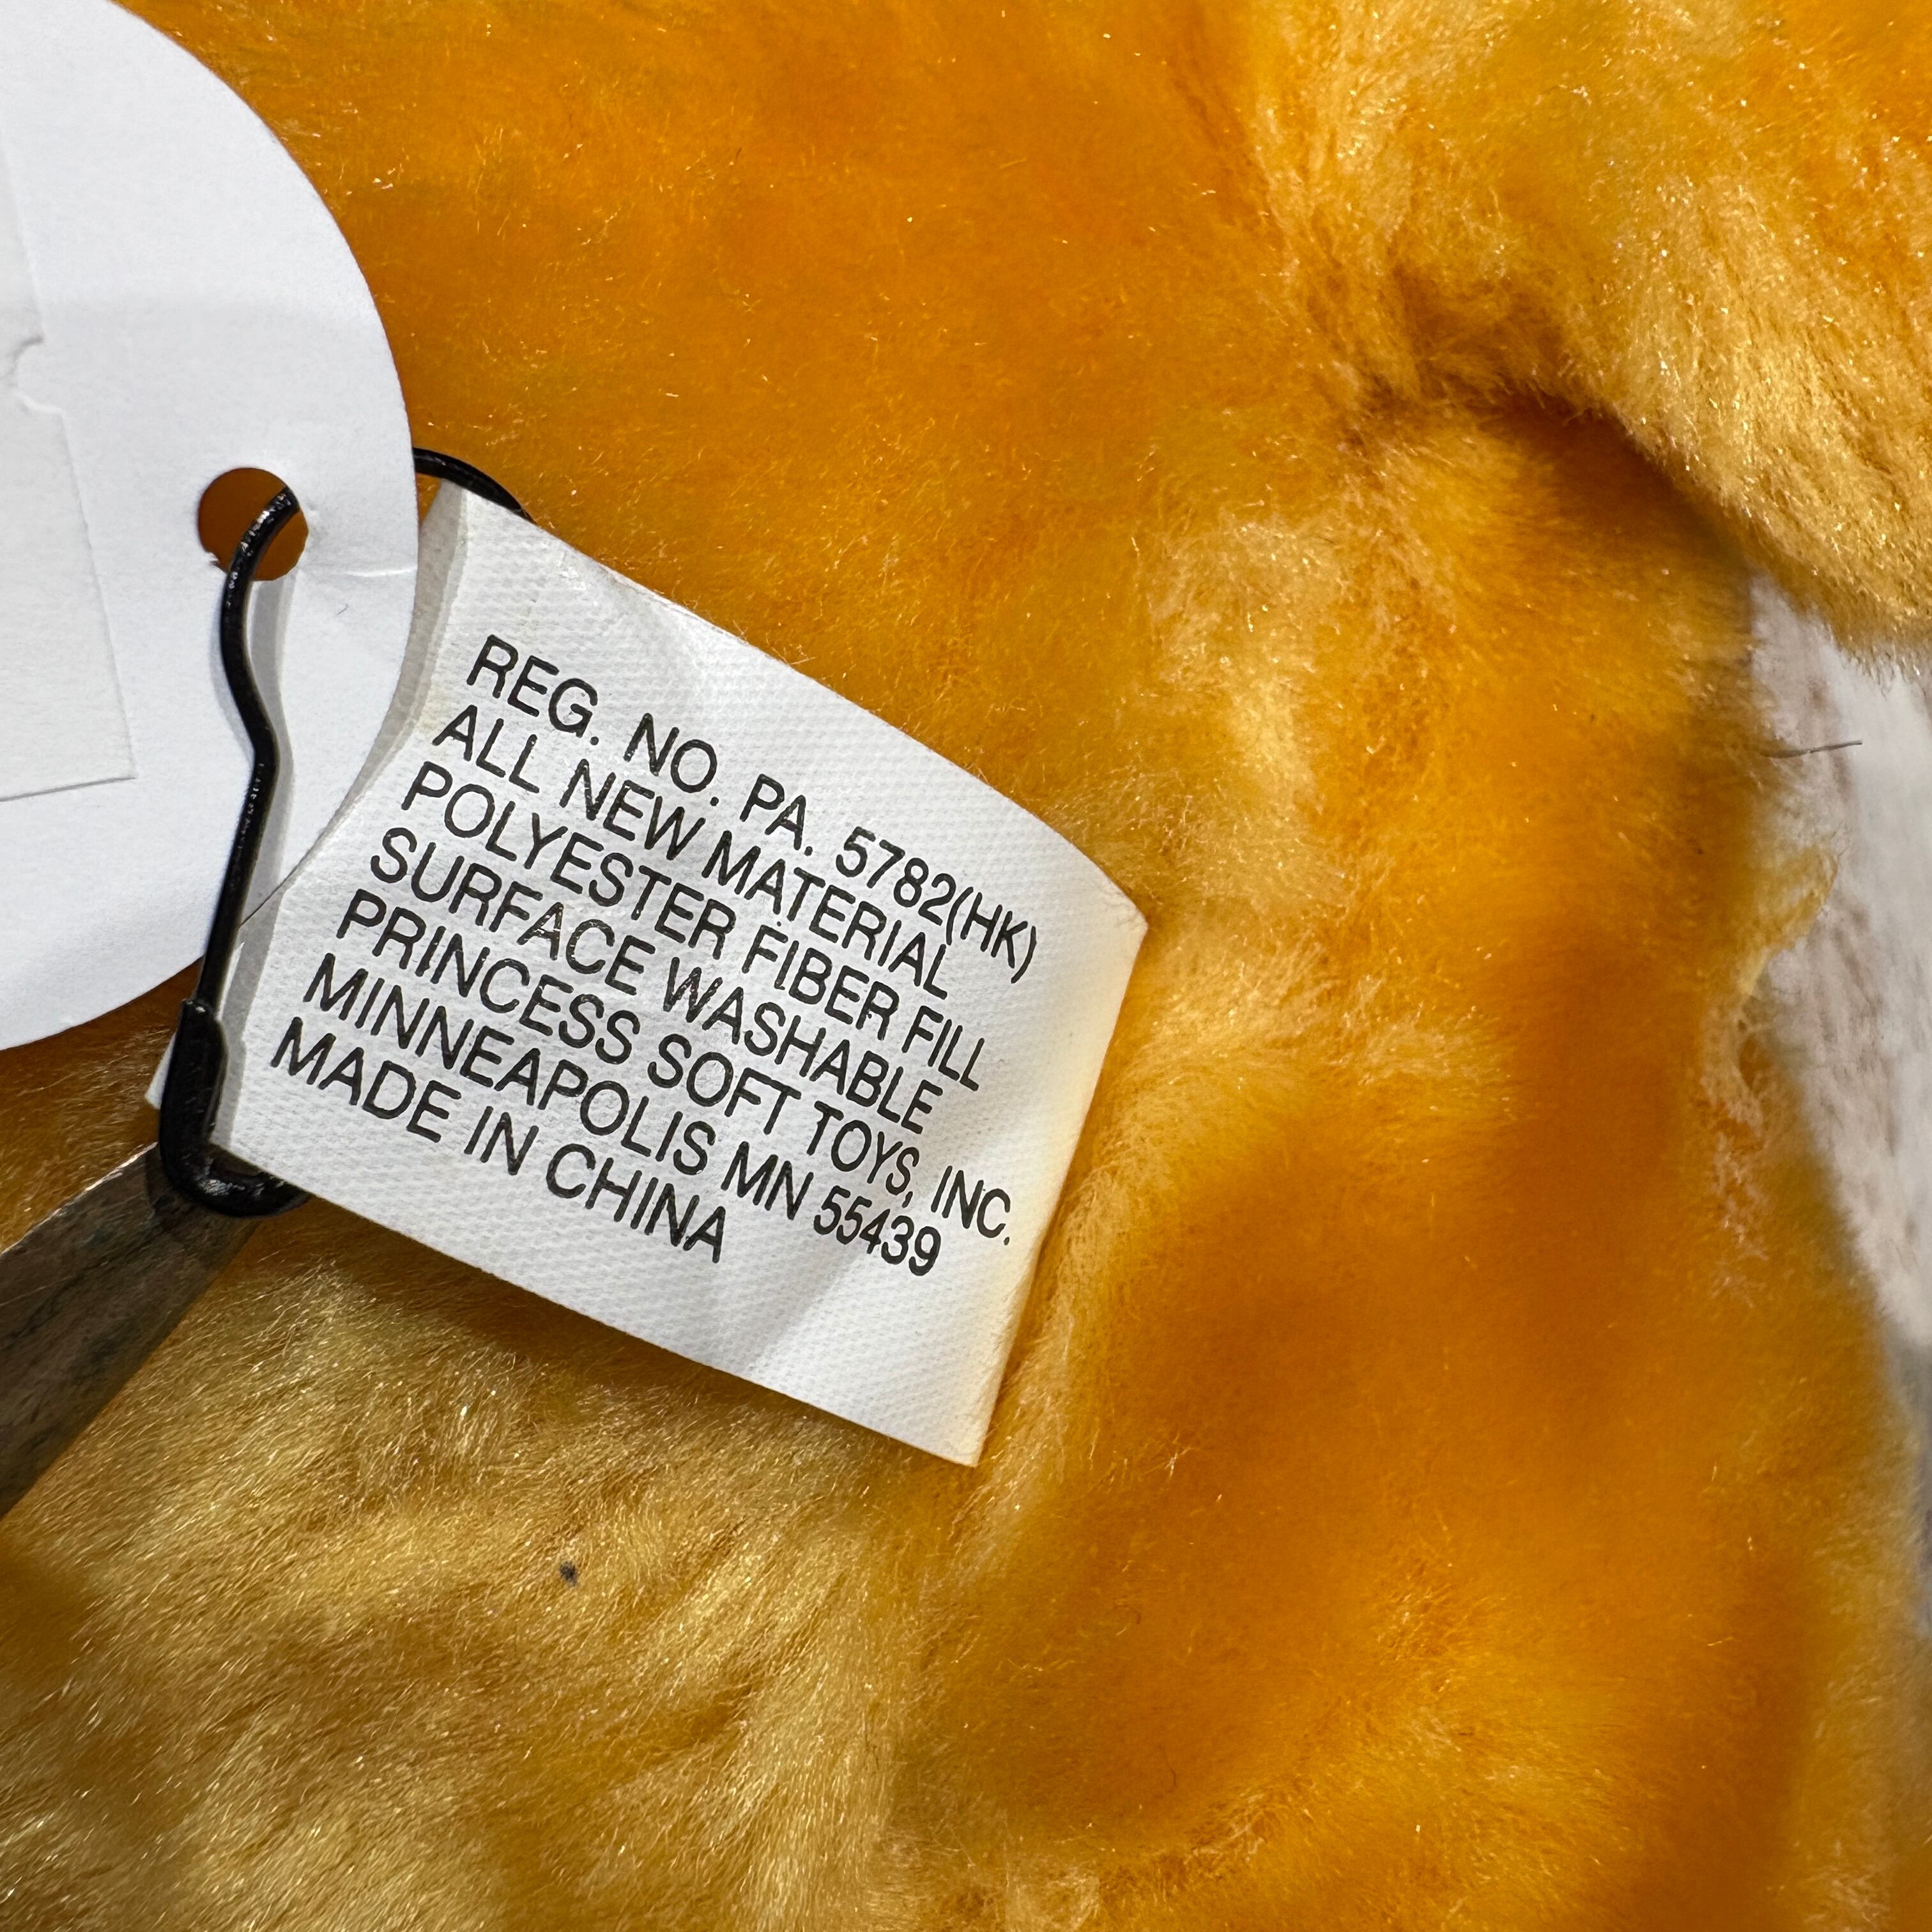 REG. NO. PA. 5782(HK)
ALL NEW MATERIAL
POLYESTER FIBER FILL
SURFACE WASHABLE
PRINCESS SOFT TOYS, INC.
MINNEAPOLIS MN 55439
MADE IN CHINA